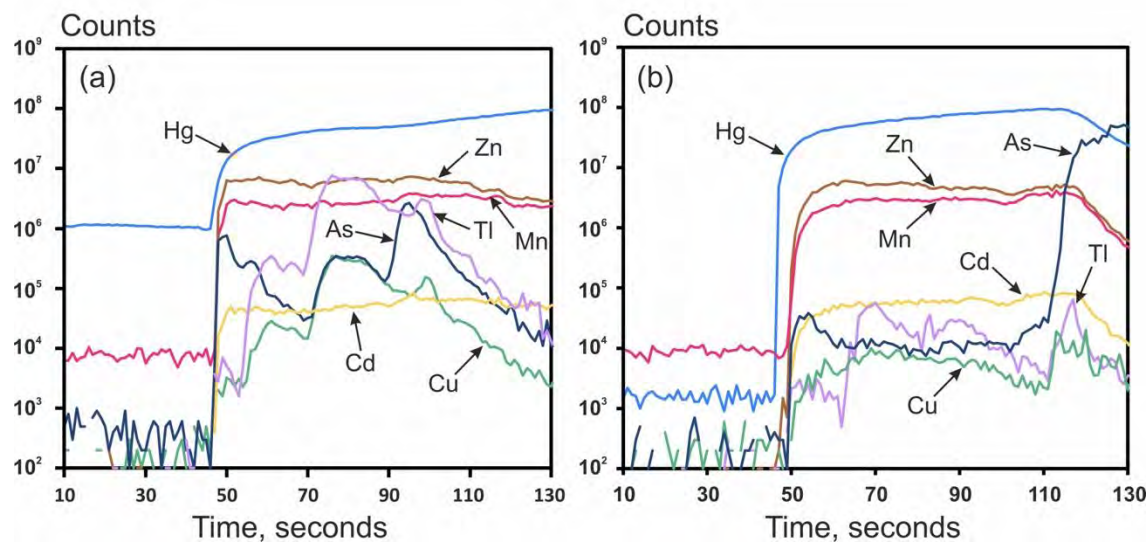 Counts
10⁹
10⁸
10⁷
10⁶
10⁵
10⁴
10³
10²
(a)
Hg
Zn
Mn
Tl
As
Cd
Cu
10 30 50 70 90 110 130
Time, seconds
Counts
10⁹
10⁸
10⁷
10⁶
10⁵
10⁴
10³
10²
(b)
Hg
Zn
As
Mn
Cd
Tl
Cu
10 30 50 70 90 110 130
Time, seconds